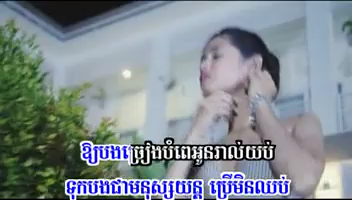 ឱ្យបងច្រៀងបំពេអូនរាល់យប់
ទុកបងជាមនុស្សយន្ត ប្រើមិនឈប់